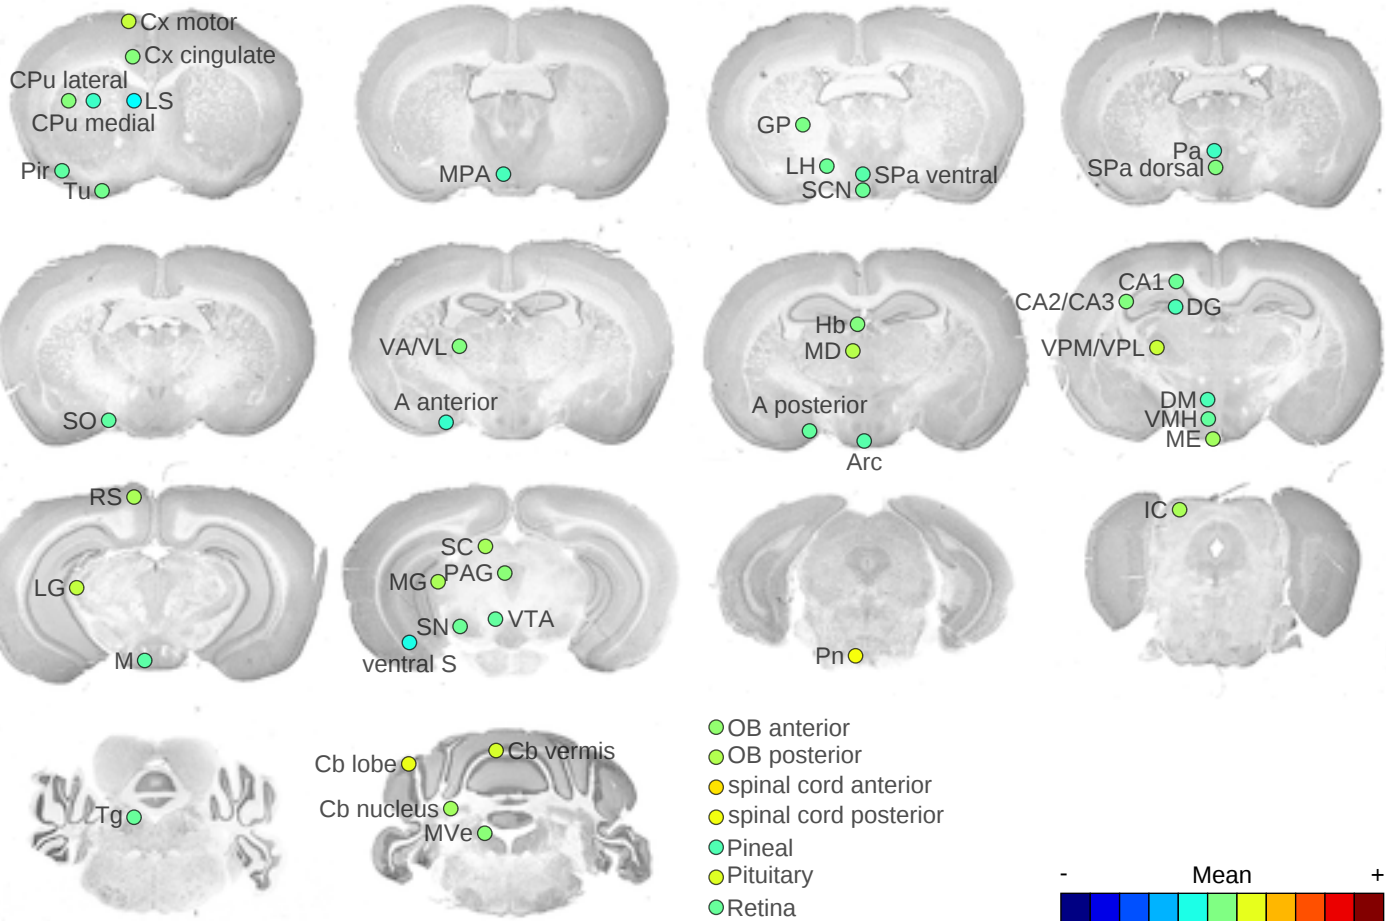 Cx motor
Cx cingulate
CPu lateral
LS
CPu medial
Pir
Tu
MPA
GP
LH
SPa ventral
SCN
Pa
SPa dorsal
SO
VA/VL
A anterior
Hb
MD
A posterior
Arc
CA1
CA2/CA3
DG
VPM/VPL
DM
VMH
ME
RS
LG
M
SC
MG
PAG
SN
VTA
ventral S
Pn
IC
Tg
Cb lobe
Cb vermis
Cb nucleus
MVe
OB anterior
OB posterior
spinal cord anterior
spinal cord posterior
Pineal
Pituitary
Retina
- Mean +